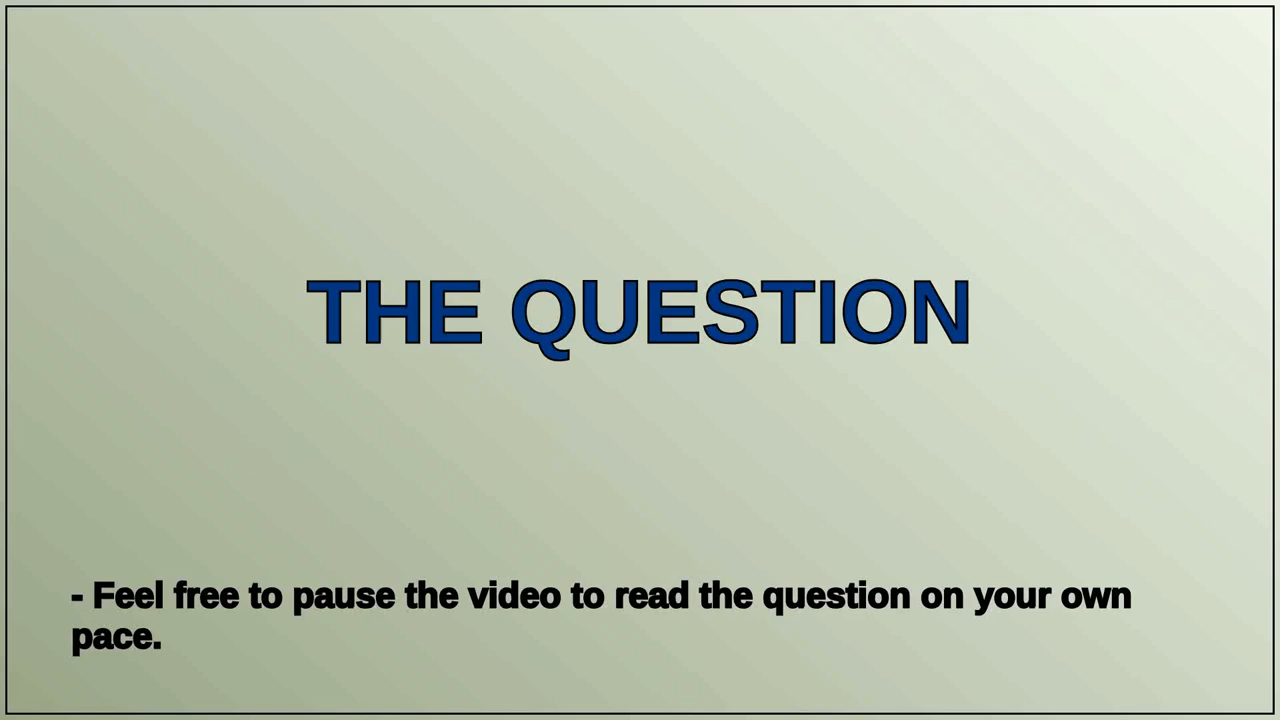 THE QUESTION
- Feel free to pause the video to read the question on your own
pace.